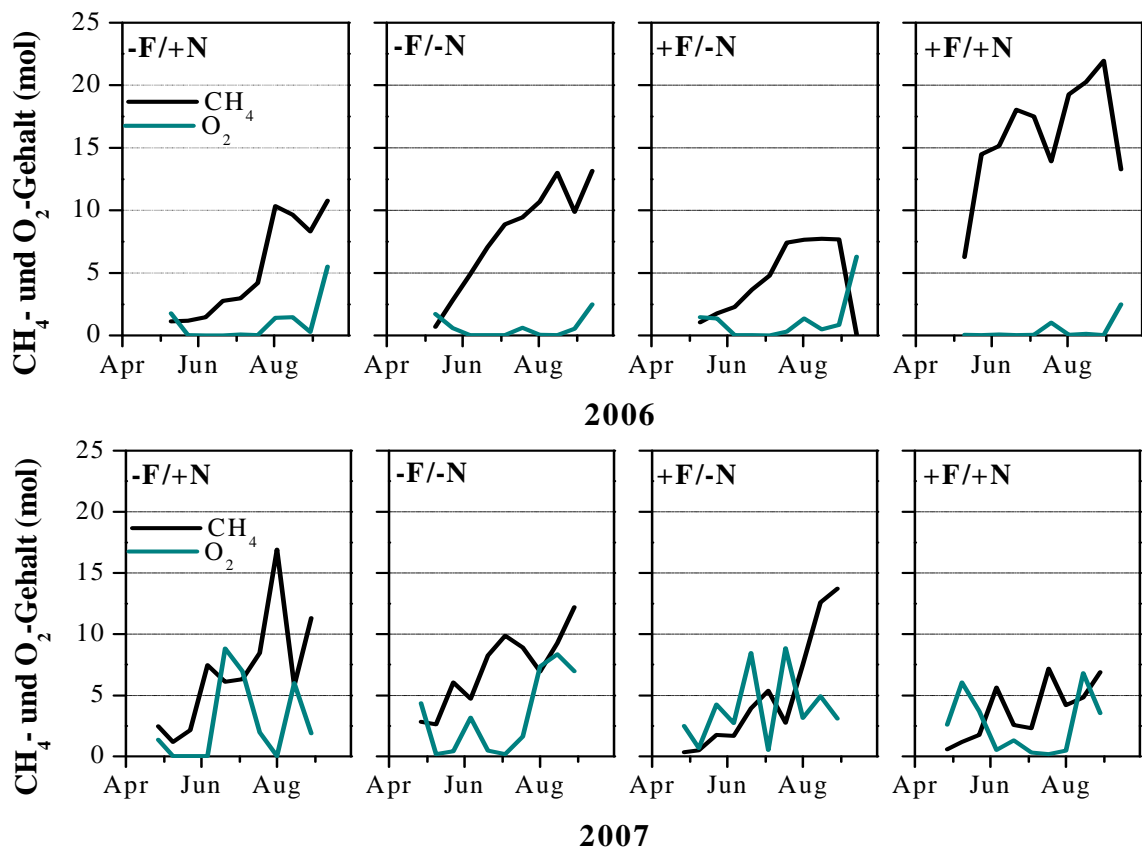 CH₄- und O₂-Gehalt (mol)
25
20
15
10
5
0
-F/+N
-F/-N
+F/-N
+F/+N
CH₄
O₂
Apr Jun Aug
Apr Jun Aug
Apr Jun Aug
Apr Jun Aug
2006
CH₄- und O₂-Gehalt (mol)
25
20
15
10
5
0
-F/+N
-F/-N
+F/-N
+F/+N
CH₄
O₂
Apr Jun Aug
Apr Jun Aug
Apr Jun Aug
Apr Jun Aug
2007